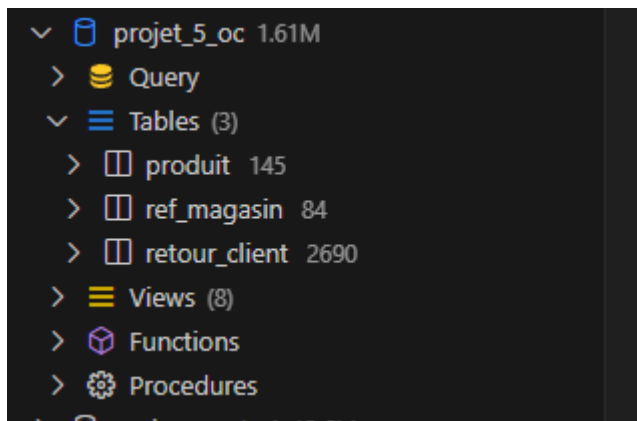 projet_5_oc 1.61M
Query
Tables (3)
produit 145
ref_magasin 84
retour_client 2690
Views (8)
Functions
Procedures